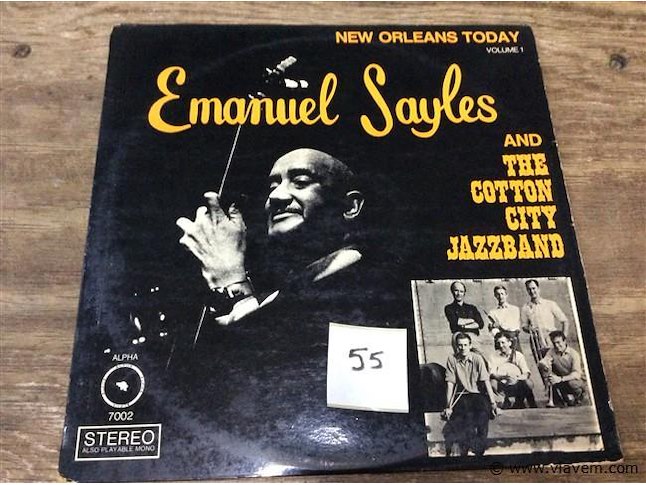 NEW ORLEANS TODAY
VOLUME 1
Emanuel Sayles
AND
THE
COTTON
CITY
JAZZBAND
55
ALPHA
7002
STEREO
ALSO PLAYABLE MONO
© www.viavem.com